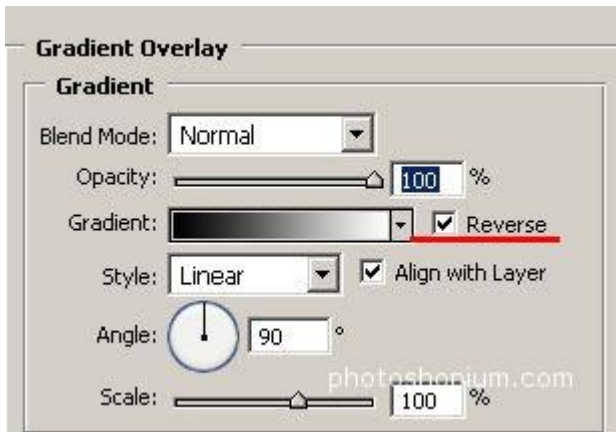 Gradient Overlay
Gradient
Blend Mode: Normal
Opacity: 100 %
Gradient: Reverse
Style: Linear Align with Layer
Angle: 90 °
photoshopium.com
Scale: 100 %